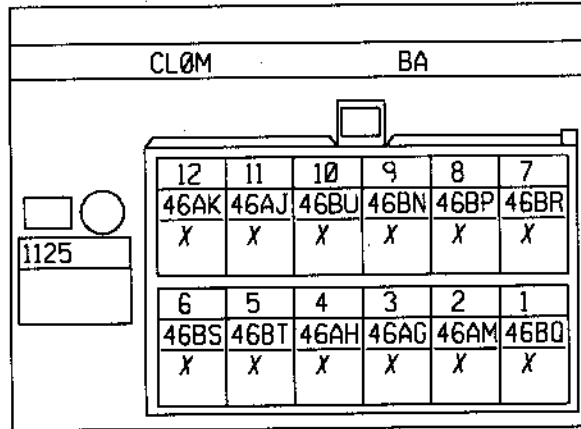 CLØM BA
12 11 10 9 8 7
46AK 46AJ 46BU 46BN 46BP 46BR
X X X X X X
1125
6 5 4 3 2 1
46BS 46BT 46AH 46AG 46AM 46BQ
X X X X X X